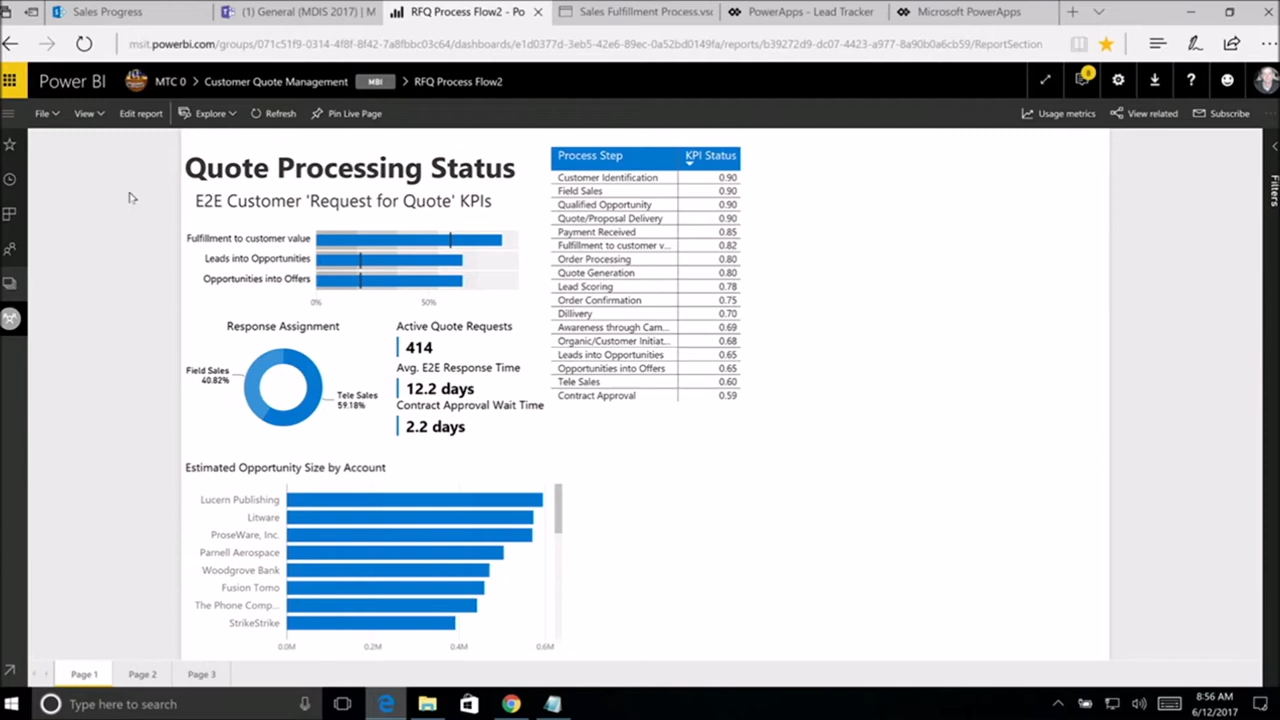 Sales Progress
(1) General (MDIS 2017) | M
RFQ Process Flow2 - Po
Sales Fulfillment Process.vsd
PowerApps - Lead Tracker
Microsoft PowerApps
msit.powerbi.com/groups/071c51f9-0314-4f8f-8f42-7a8fbbc03c64/dashboards/e1d0377d-3eb5-42e6-89ec-0a52bd0149fa/reports/b39272d9-dc07-4423-a977-8a90b0a6cb59/ReportSection
Power BI
MTC 0
Customer Quote Management
MBI
RFQ Process Flow2
8
File
View
Edit report
Explore
Refresh
Pin Live Page
Usage metrics
View related
Subscribe
Quote Processing Status
E2E Customer 'Request for Quote' KPIs
Fulfillment to customer value
Leads into Opportunities
Opportunities into Offers
0% 50%
Process Step KPI Status
Customer Identification 0.90
Field Sales 0.90
Qualified Opportunity 0.90
Quote/Proposal Delivery 0.90
Payment Received 0.85
Fulfillment to customer v... 0.82
Order Processing 0.80
Quote Generation 0.80
Lead Scoring 0.78
Order Confirmation 0.75
Dillivery 0.70
Awareness through Cam... 0.69
Organic/Customer Initiat... 0.68
Leads into Opportunities 0.65
Opportunities into Offers 0.65
Tele Sales 0.60
Contract Approval 0.59
Filters
Response Assignment
Field Sales
40.82%
Tele Sales
59.18%
Active Quote Requests
414
Avg. E2E Response Time
12.2 days
Contract Approval Wait Time
2.2 days
Estimated Opportunity Size by Account
Lucern Publishing
Litware
ProseWare, Inc.
Parnell Aerospace
Woodgrove Bank
Fusion Tomo
The Phone Comp...
StrikeStrike
0.0M 0.2M 0.4M 0.6M
Page 1
Page 2
Page 3
Type here to search
8:56 AM
6/12/2017